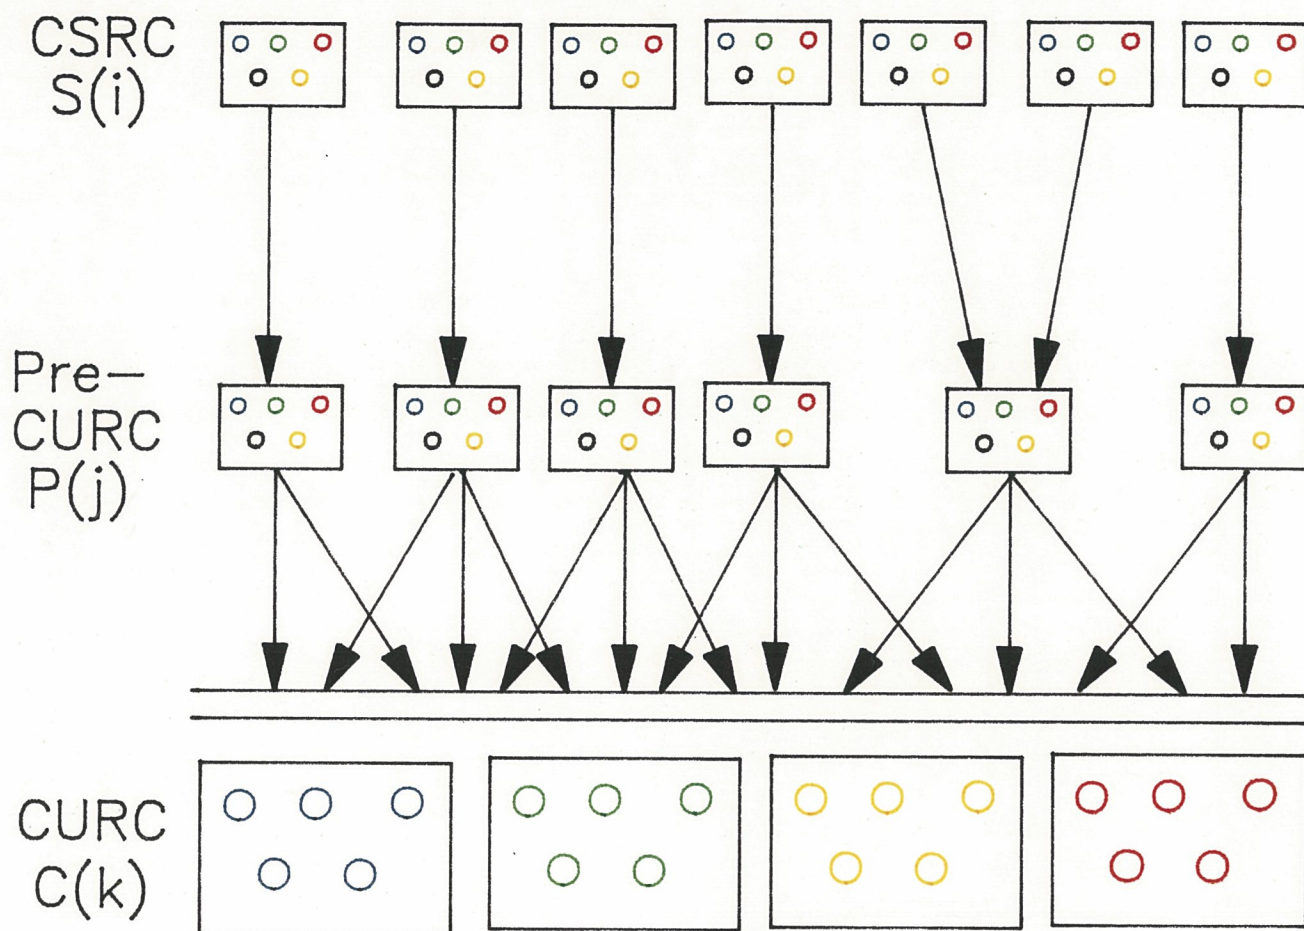 CSRC
S(i)
Pre-
CURC
P(j)
CURC
C(k)